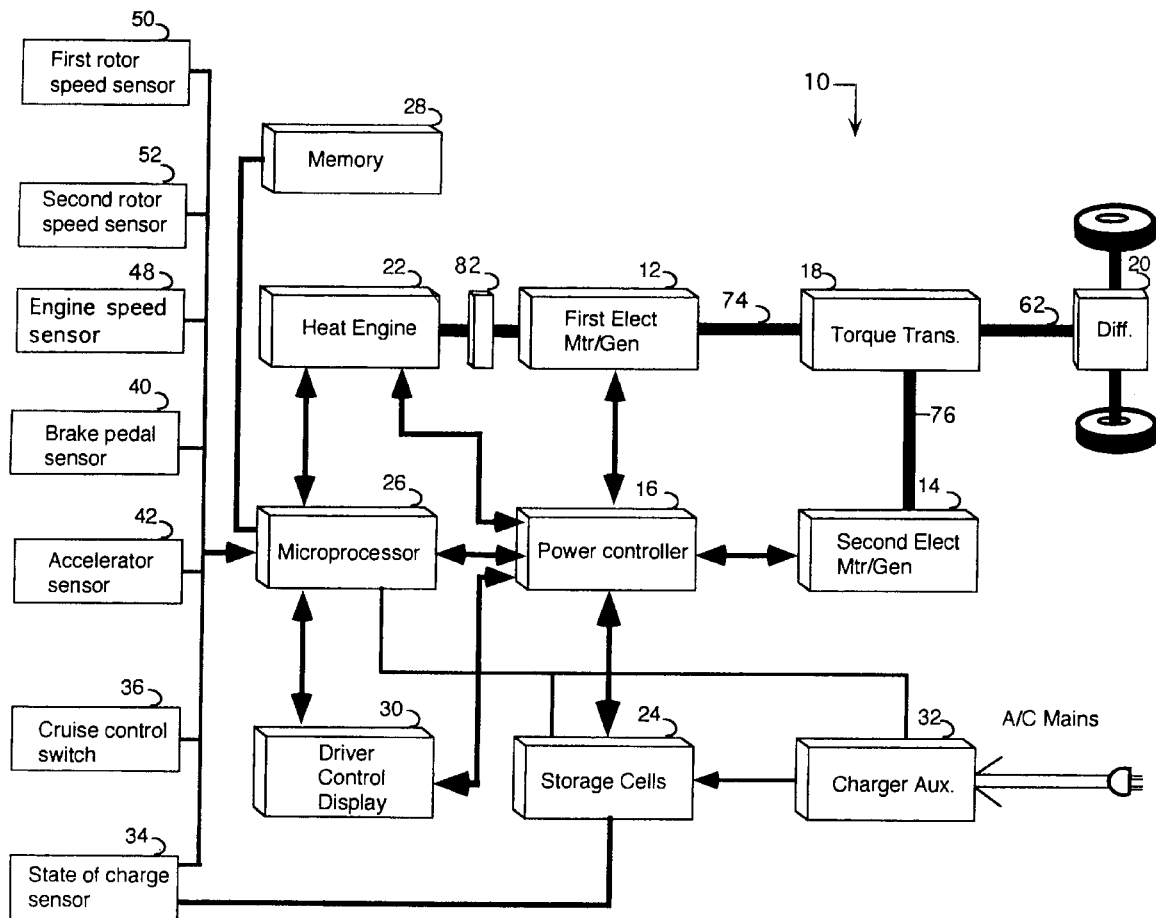 50
First rotor
speed sensor
10
28
Memory
52
Second rotor
speed sensor
48
Engine speed
sensor
22
Heat Engine
82
12
First Elect
Mtr/Gen
74
18
Torque Trans.
62
20
Diff.
76
40
Brake pedal
sensor
26
Microprocessor
16
Power controller
14
Second Elect
Mtr/Gen
42
Accelerator
sensor
36
Cruise control
switch
30
Driver
Control
Display
24
Storage Cells
32
Charger Aux.
A/C Mains
34
State of charge
sensor